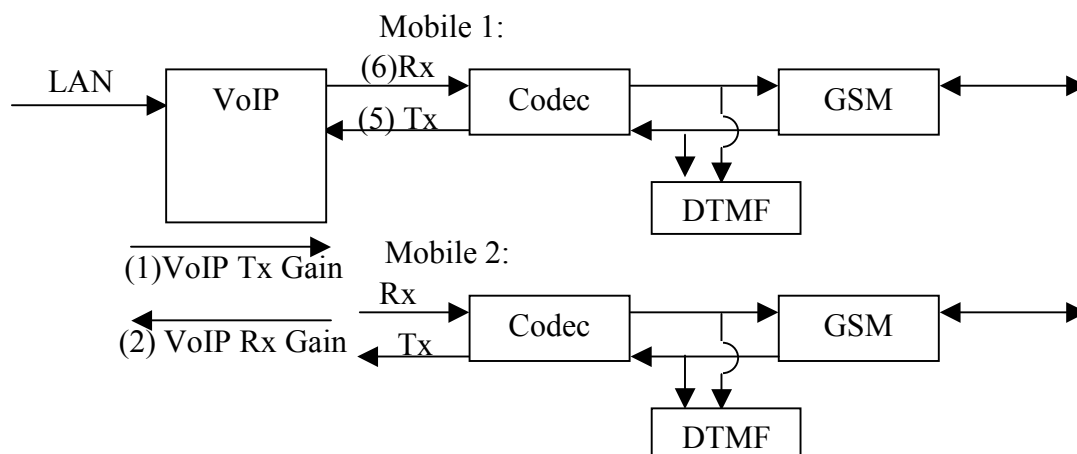 Mobile 1:
LAN
VoIP
(6)Rx
(5) Tx
Codec
GSM
DTMF
(1)VoIP Tx Gain
(2) VoIP Rx Gain
Mobile 2:
Rx
Tx
Codec
GSM
DTMF